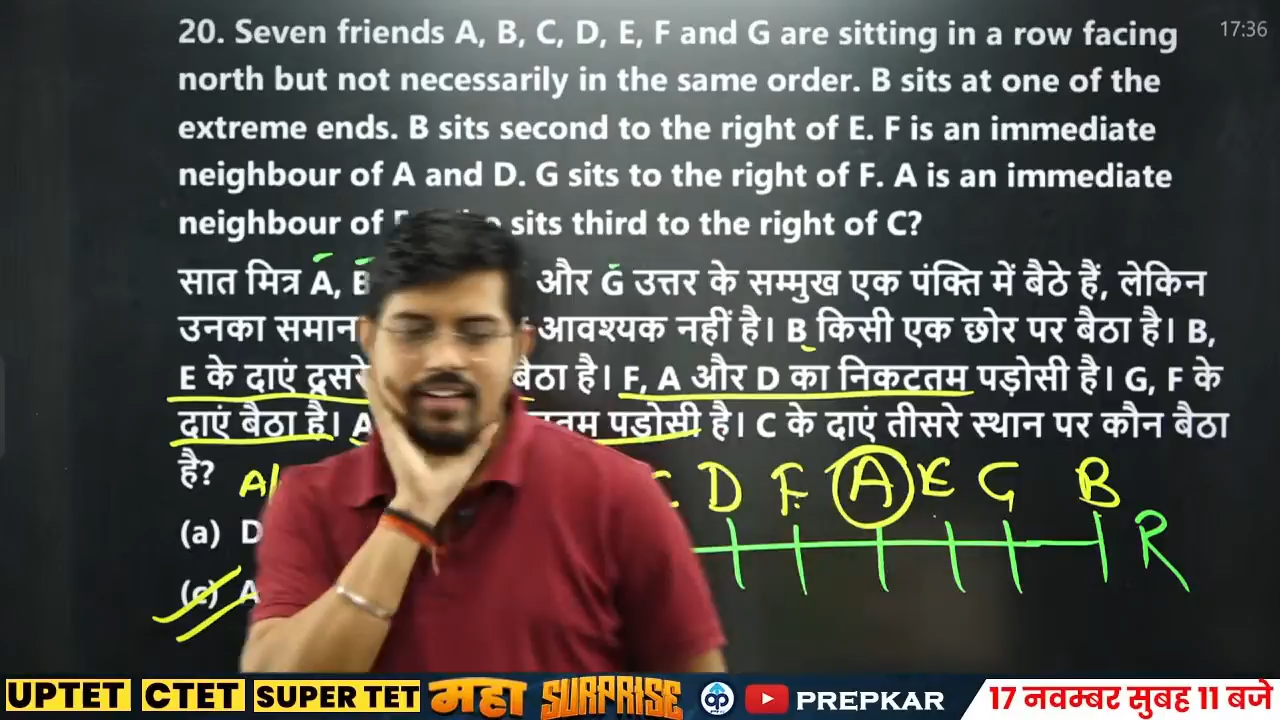 17:36
20. Seven friends A, B, C, D, E, F and G are sitting in a row facing
north but not necessarily in the same order. B sits at one of the
extreme ends. B sits second to the right of E. F is an immediate
neighbour of A and D. G sits to the right of F. A is an immediate
neighbour of sits third to the right of C?
सात मित्र A, B और G उत्तर के सम्मुख एक पंक्ति में बैठे हैं, लेकिन
उनका समान आवश्यक नहीं है। B किसी एक छोर पर बैठा है। B,
E के दाएं दूसरे बैठा है। F, A और D का निकटतम पड़ोसी है। G, F के
दाएं बैठा है। A पड़ोसी है। C के दाएं तीसरे स्थान पर कौन बैठा
है?
D F A E G B
R
(a) D
(c) A
UPTET CTET SUPER TET महा SURPRISE PREPKAR 17 नवम्बर सुबह 11 बजे